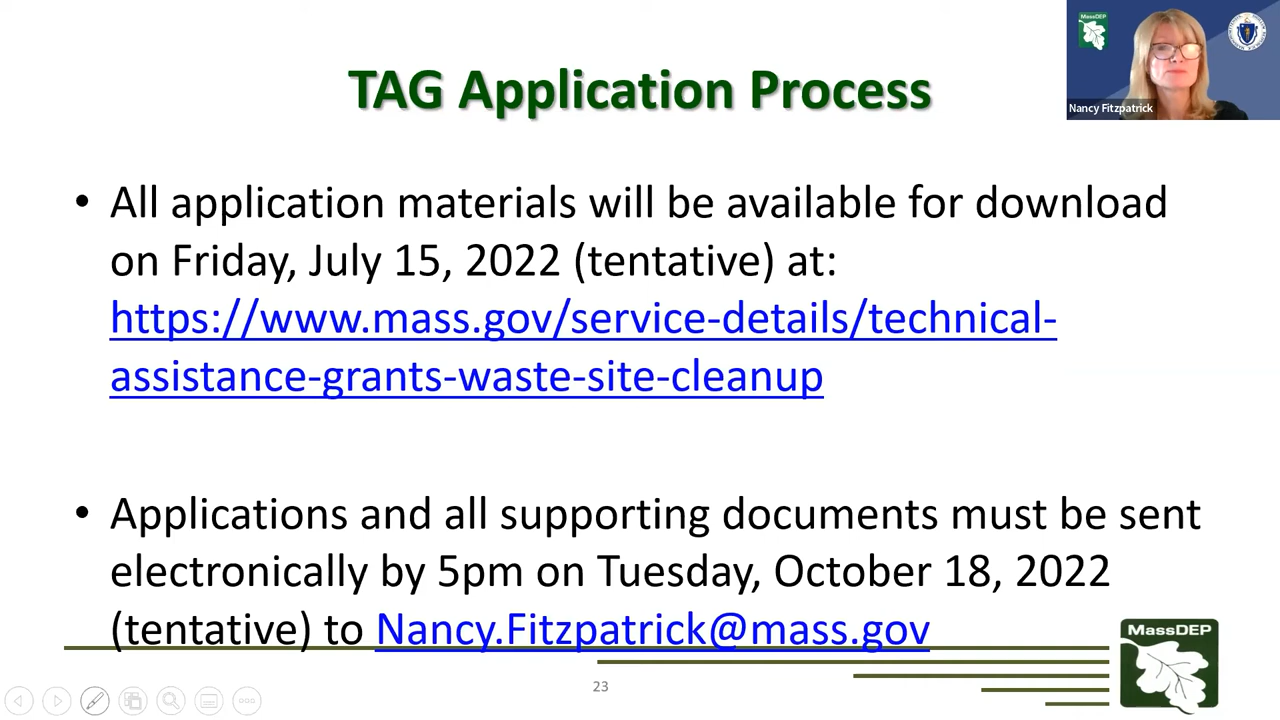 MassDEP
Nancy Fitzpatrick
TAG Application Process
• All application materials will be available for download
on Friday, July 15, 2022 (tentative) at:
https://www.mass.gov/service-details/technical-
assistance-grants-waste-site-cleanup
• Applications and all supporting documents must be sent
electronically by 5pm on Tuesday, October 18, 2022
(tentative) to Nancy.Fitzpatrick@mass.gov
MassDEP
23